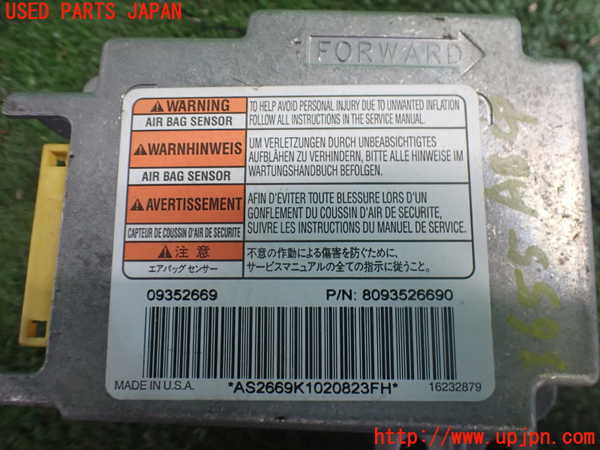 USED PARTS JAPAN
FORWARD
⚠WARNING
AIR BAG SENSOR
TO HELP AVOID PERSONAL INJURY DUE TO UNWANTED INFLATION
FOLLOW ALL INSTRUCTIONS IN THE SERVICE MANUAL.
⚠WARNHINWEIS
AIR BAG SENSOR
UM VERLETZUNGEN DURCH UNBEABSICHTIGTES
AUFBLÄHEN ZU VERHINDERN, BITTE ALLE HINWEISE IM
WARTUNGSHANDBUCH BEFOLGEN.
⚠AVERTISSEMENT
CAPTEUR DE COUSSIN D'AIR DE SECURITE
AFIN D'EVITER TOUTE BLESSURE LORS D'UN
GONFLEMENT DU COUSSIN D'AIR DE SECURITE,
SUIVRE LES INSTRUCTIONS DU MANUEL DE SERVICE.
⚠注意
エアバッグ センサー
不意の作動による傷害を防ぐために、
サービスマニュアルの全ての指示に従うこと。
09352669
P/N: 8093526690
MADE IN U.S.A.
*AS2669K1020823FH*
16232879
http://www.upjpn.com